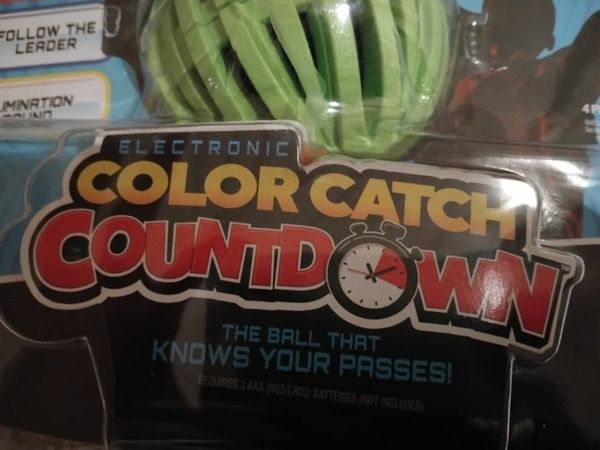 FOLLOW THE
LEADER
ELECTRONIC
COLOR CATCH
COUNTDOWN™
THE BALL THAT
KNOWS YOUR PASSES!
REQUIRES 3 AAA (R03/LR03) BATTERIES (NOT INCLUDED)